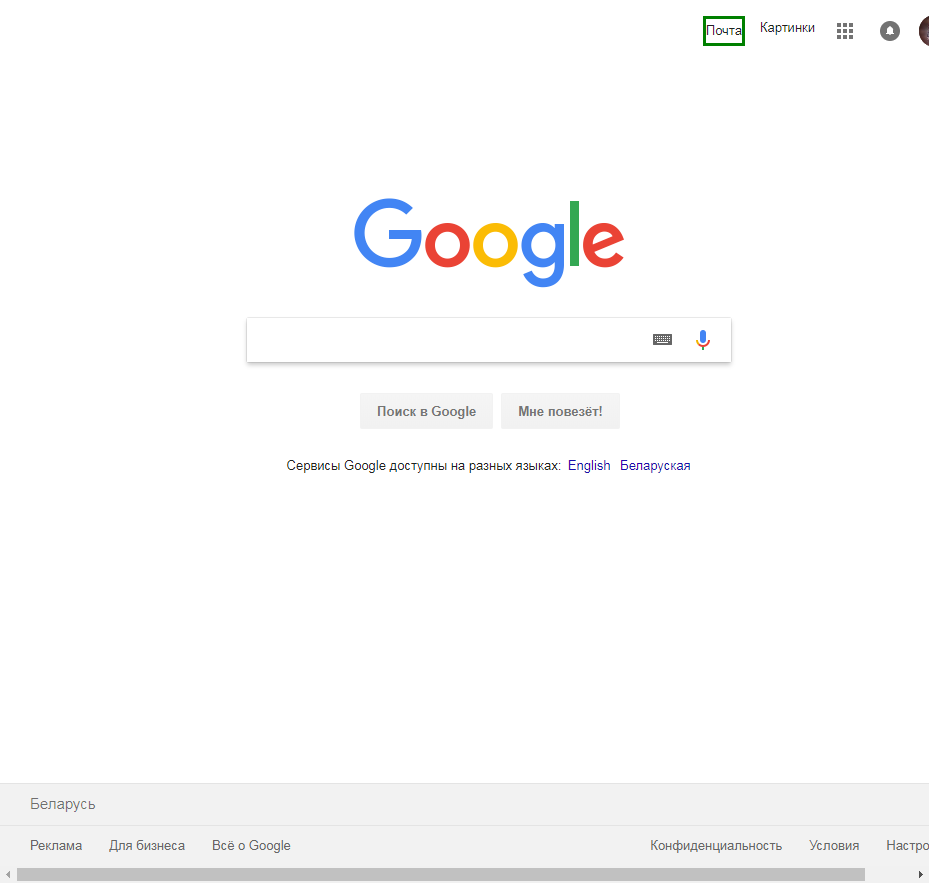 Почта Картинки
Google
Поиск в Google Мне повезёт!
Сервисы Google доступны на разных языках: English Беларуская
Беларусь
Реклама Для бизнеса Всё о Google Конфиденциальность Условия Настро